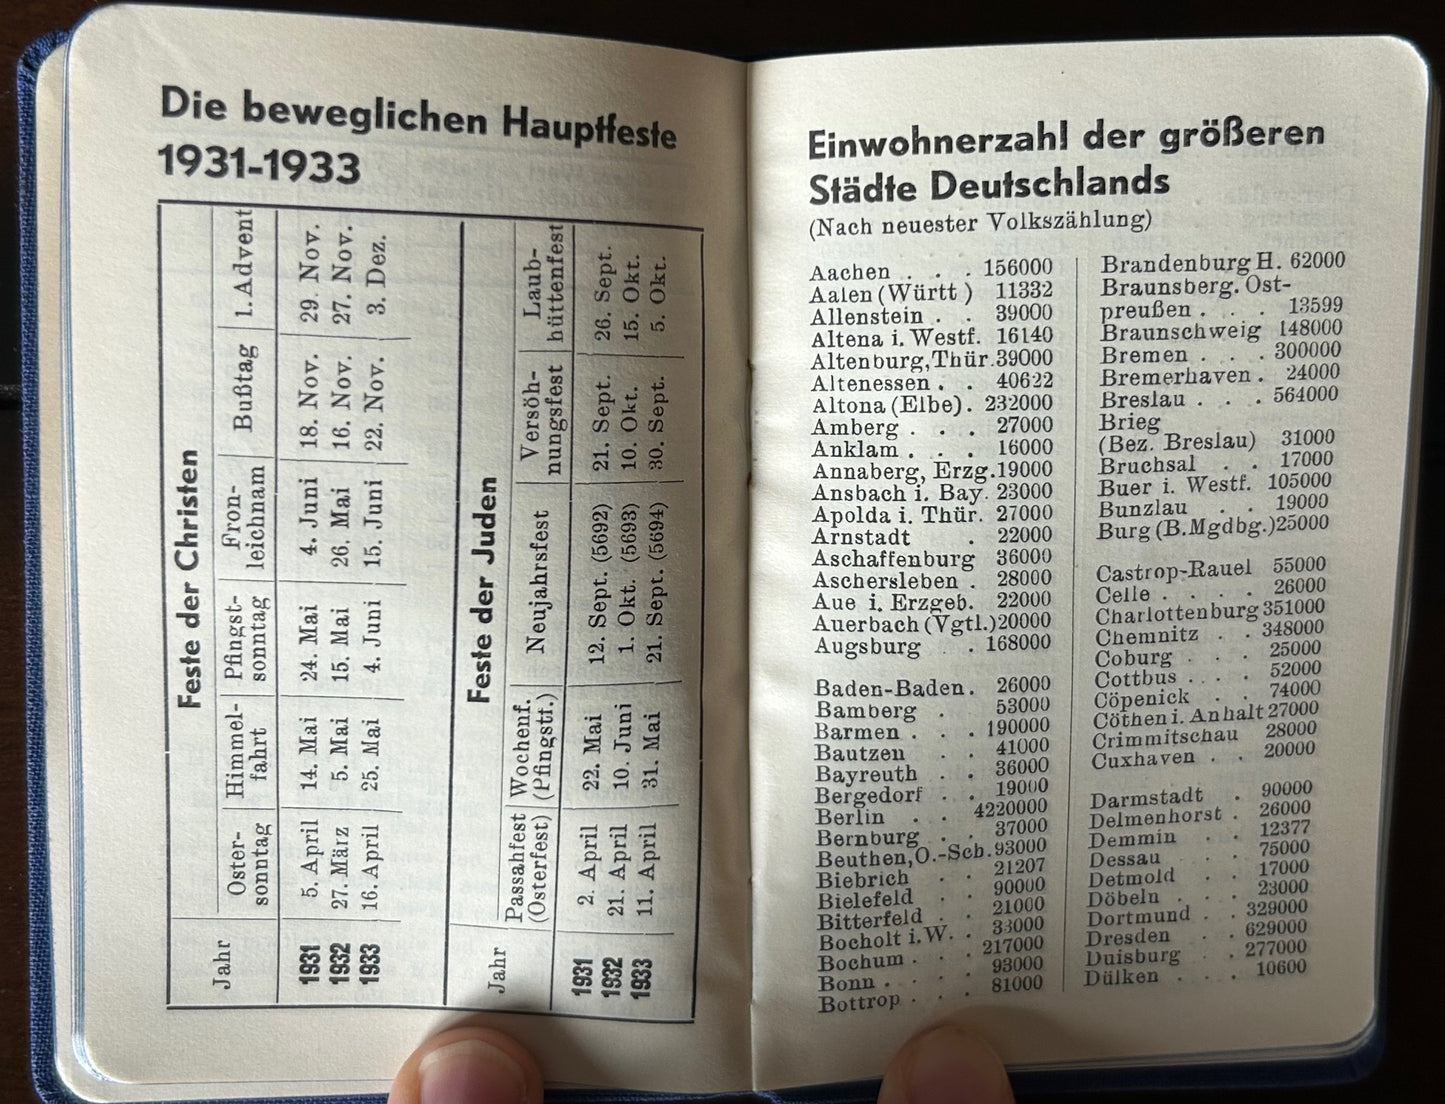 Die beweglichen Hauptfeste
1931-1933
Feste der Christen
Jahr Oster-sonntag Himmel-fahrt Pfingst-sonntag Fron-leichnam Bußtag 1. Advent
1931 5. April 14. Mai 24. Mai 4. Juni 18. Nov. 29. Nov.
1932 27. März 5. Mai 15. Mai 26. Mai 16. Nov. 27. Nov.
1933 16. April 25. Mai 4. Juni 15. Juni 22. Nov. 3. Dez.
Feste der Juden
Jahr Passahfest (Osterfest) Wochenf. (Pfingstf.) Neujahrsfest Versöh-nungsfest Laub-hüttenfest
1931 2. April 22. Mai 12. Sept. (5692) 21. Sept. 26. Sept.
1932 21. April 10. Juni 1. Okt. (5693) 10. Okt. 15. Okt.
1933 11. April 31. Mai 21. Sept. (5694) 30. Sept. 5. Okt.
Einwohnerzahl der größeren
Städte Deutschlands
(Nach neuester Volkszählung)
Aachen . . . 156000
Aalen (Württ ) 11332
Allenstein . . 39000
Altena i. Westf. 16140
Altenburg, Thür. 39000
Altenessen . . 40622
Altona (Elbe) . 232000
Amberg . . . 27000
Anklam . . . 16000
Annaberg, Erzg. 19000
Ansbach i. Bay. 23000
Apolda i. Thür. 27000
Arnstadt . 22000
Aschaffenburg 36000
Aschersleben . 28000
Aue i. Erzgeb. 22000
Auerbach (Vgtl.) 20000
Augsburg . . 168000
Baden-Baden . 26000
Bamberg . . 53000
Barmen . . . 190000
Bautzen . . 41000
Bayreuth . . 36000
Bergedorf . . 19000
Berlin . . 4220000
Bernburg . . 37000
Beuthen, O.-Sch. 93000
Biebrich . . 21207
Bielefeld . . 90000
Bitterfeld . . 21000
Bocholt i. W. . 33000
Bochum . . . 217000
Bonn . . . 93000
Bottrop . . . 81000
Brandenburg H. 62000
Braunsberg. Ost-
preußen . . . 13599
Braunschweig 148000
Bremen . . . 300000
Bremerhaven . 24000
Breslau . . . 564000
Brieg
(Bez. Breslau) 31000
Bruchsal . . 17000
Buer i. Westf. 105000
Bunzlau . . 19000
Burg (B. Mgdbg.) 25000
Castrop-Rauel 55000
Celle . . . . 26000
Charlottenburg 351000
Chemnitz . . 348000
Coburg . . . 25000
Cottbus . . . 52000
Cöpenick . . 74000
Cöthen i. Anhalt 27000
Crimmitschau 28000
Cuxhaven . . 20000
Darmstadt . 90000
Delmenhorst . 26000
Demmin . . 12377
Dessau . . . 75000
Detmold . . 17000
Döbeln . . . 23000
Dortmund . . 329000
Dresden . . 629000
Duisburg . . 277000
Dülken . . . 10600